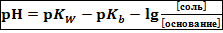 pH = pK_W − pK_b − lg [соль]/[основание]